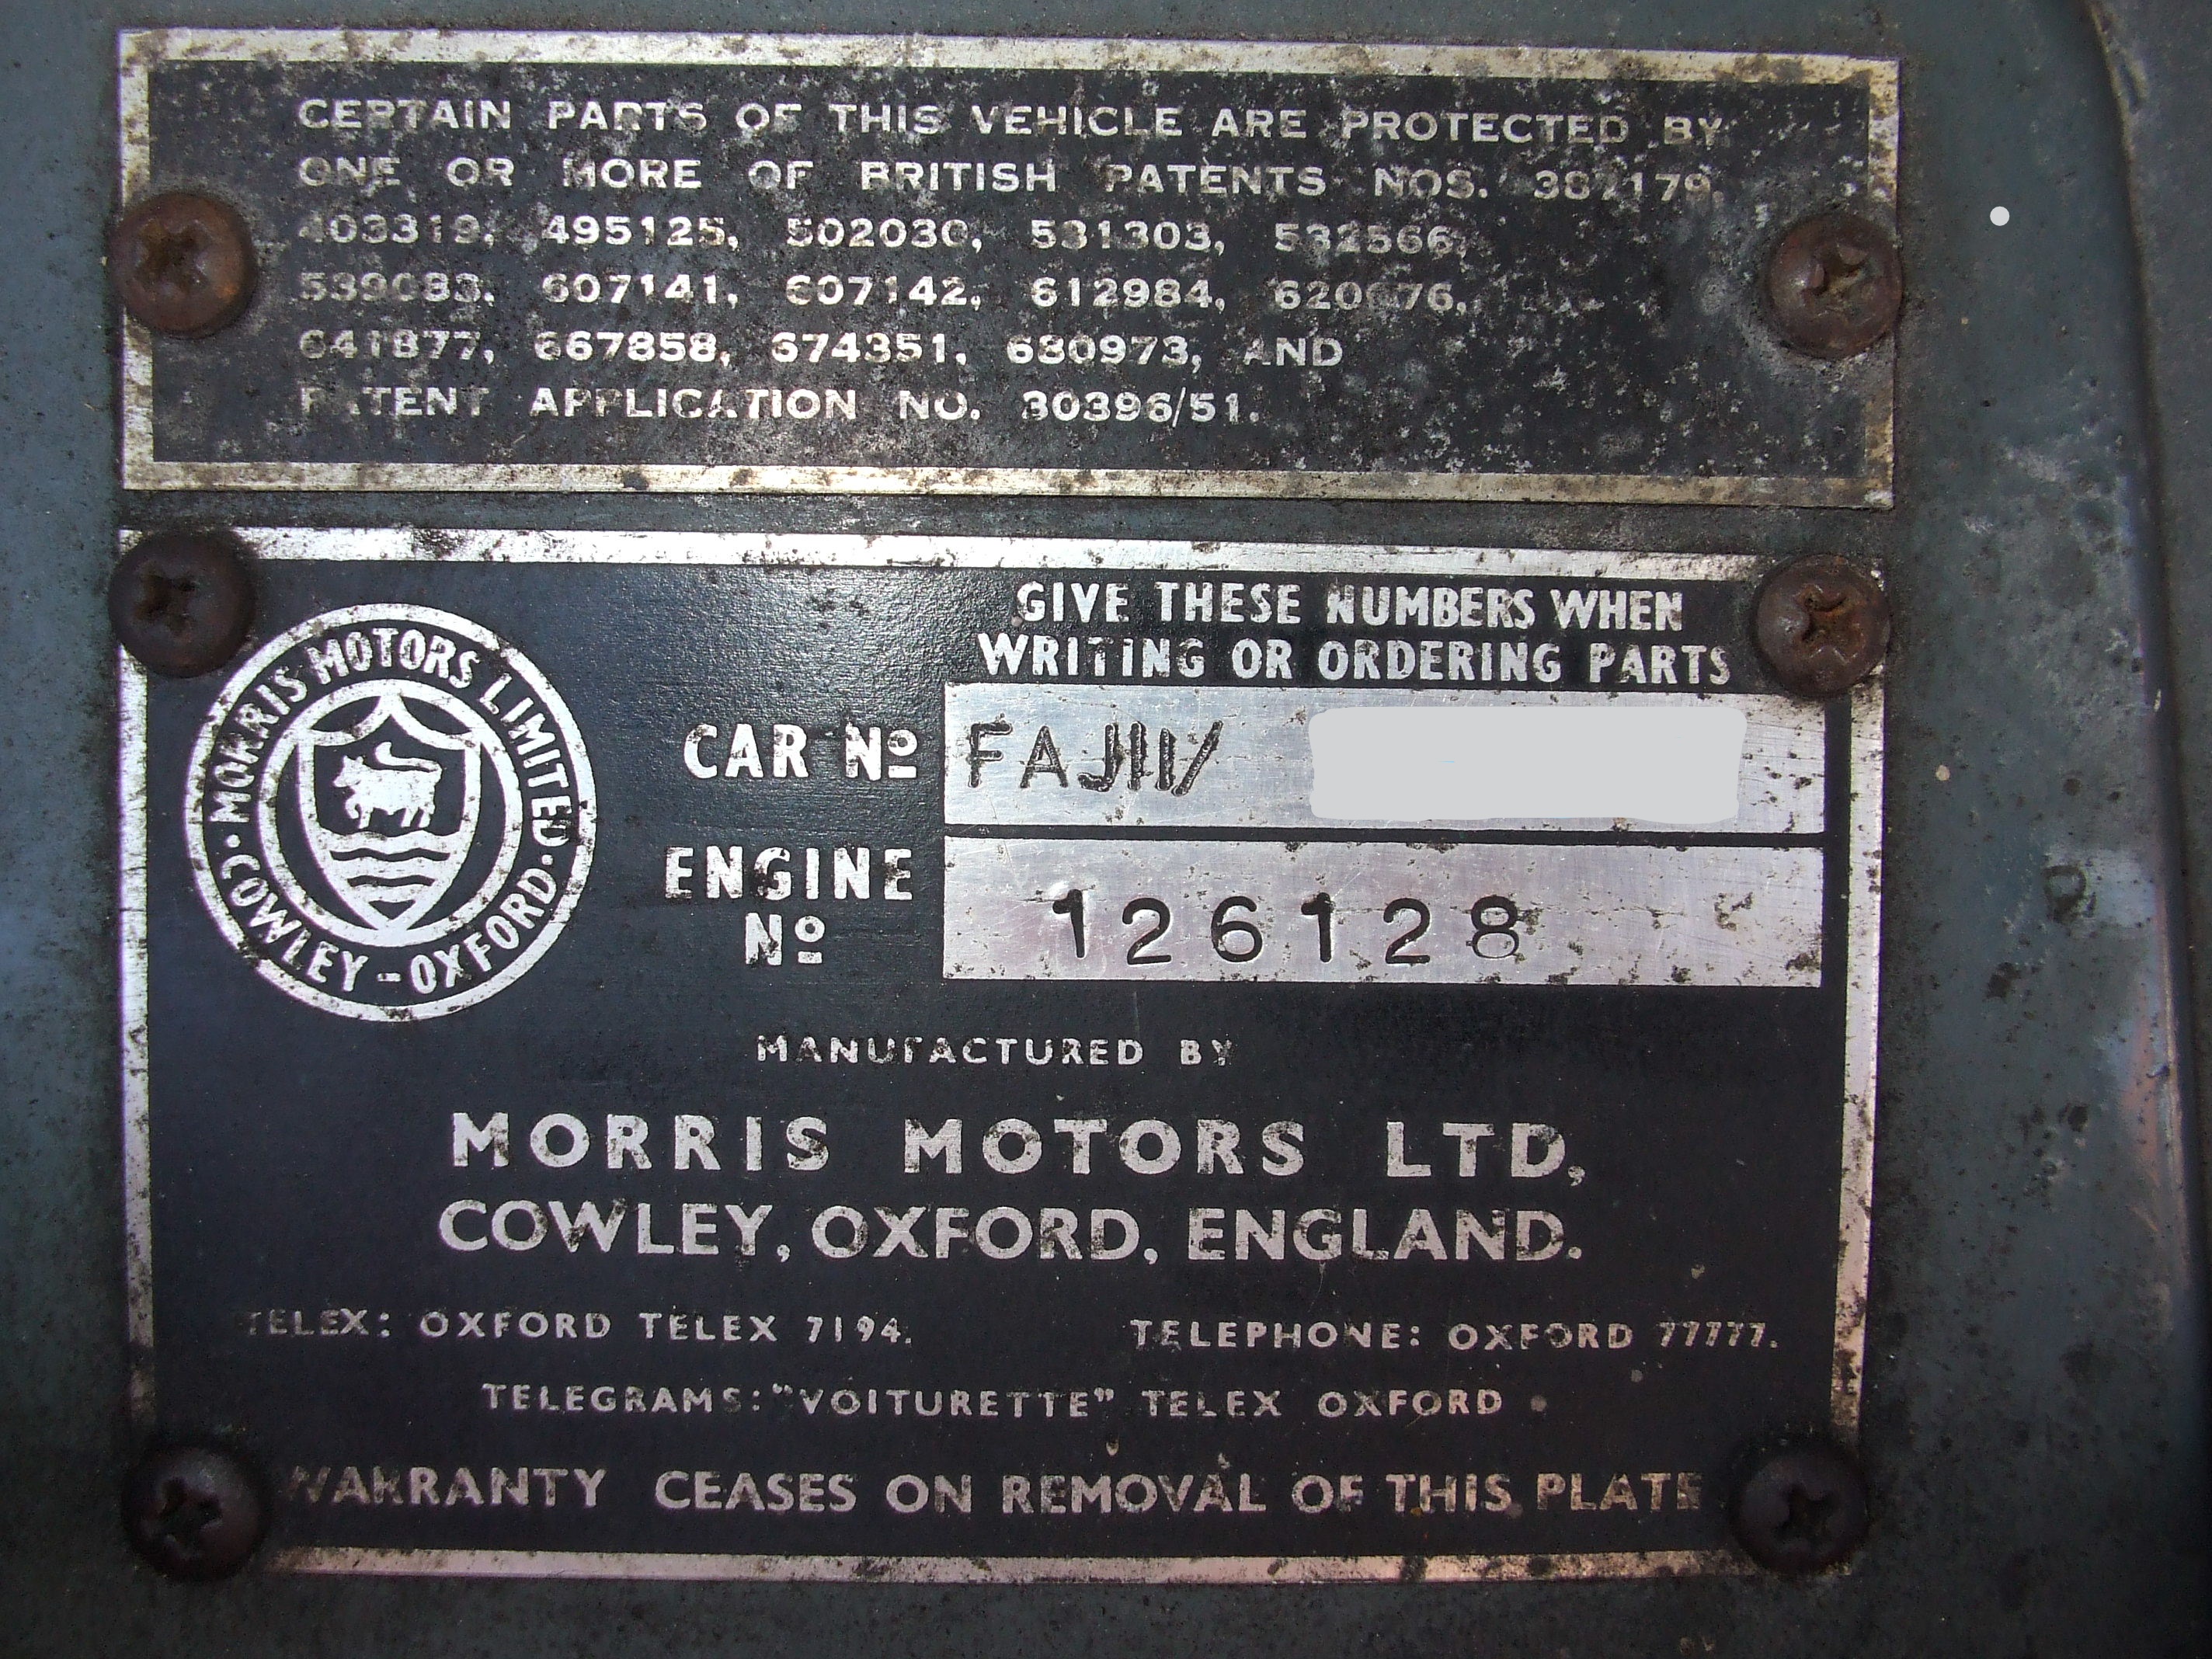 CERTAIN PARTS OF THIS VEHICLE ARE PROTECTED BY
ONE OR MORE OF BRITISH PATENTS NOS.
403319, 495125, 502030, 531303, 532566,
539083, 607141, 607142, 612984,
641877, 667858, 674351, 680973, AND
PATENT APPLICATION NO. 30396/51.
GIVE THESE NUMBERS WHEN
WRITING OR ORDERING PARTS
MORRIS MOTORS LIMITED
• COWLEY - OXFORD •
CAR Nº
ENGINE Nº 126128
MANUFACTURED BY
MORRIS MOTORS LTD,
COWLEY, OXFORD, ENGLAND.
TELEX: OXFORD TELEX 7194. TELEPHONE: OXFORD 77777.
TELEGRAMS: "VOITURETTE" TELEX OXFORD
WARRANTY CEASES ON REMOVAL OF THIS PLATE